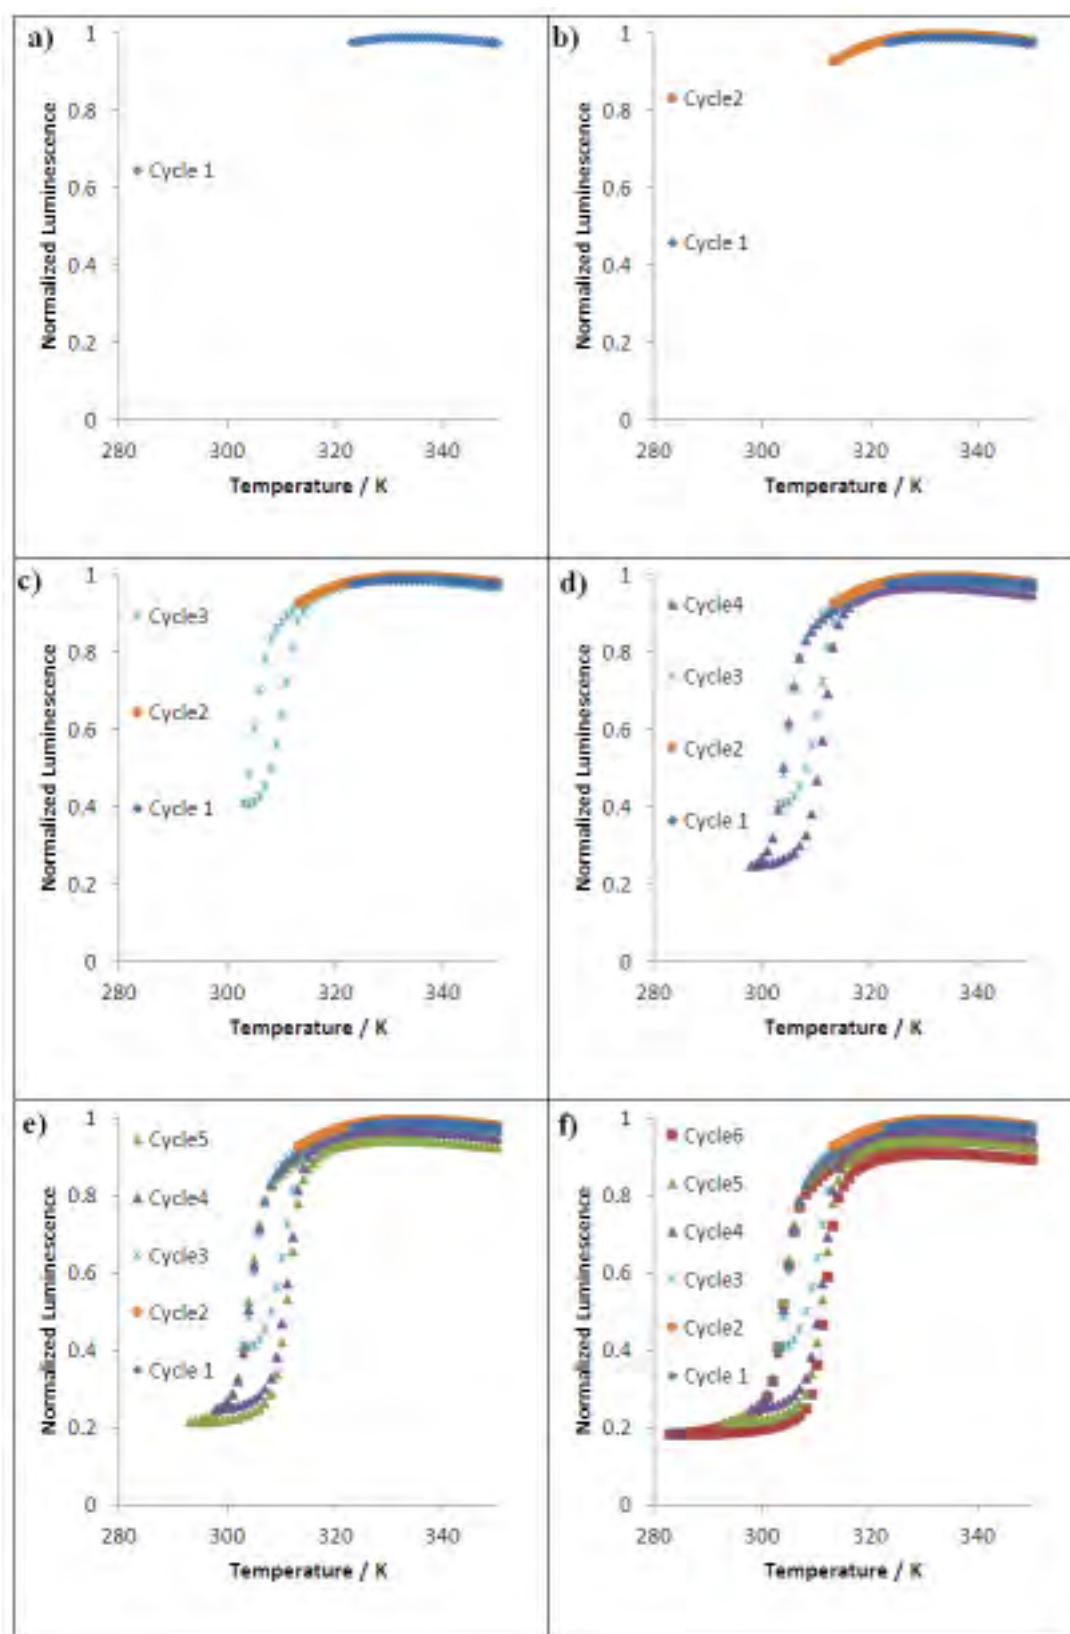 a)
1
0.8
0.6
0.4
0.2
0
Normalized Luminescence
Cycle 1
280 300 320 340
Temperature / K
b)
1
0.8
0.6
0.4
0.2
0
Normalized Luminescence
Cycle2
Cycle 1
280 300 320 340
Temperature / K
c)
1
0.8
0.6
0.4
0.2
0
Normalized Luminescence
Cycle3
Cycle2
Cycle 1
280 300 320 340
Temperature / K
d)
1
0.8
0.6
0.4
0.2
0
Normalized Luminescence
Cycle4
Cycle3
Cycle2
Cycle 1
280 300 320 340
Temperature / K
e)
1
0.8
0.6
0.4
0.2
0
Normalized Luminescence
Cycle5
Cycle4
Cycle3
Cycle2
Cycle 1
280 300 320 340
Temperature / K
f)
1
0.8
0.6
0.4
0.2
0
Normalized Luminescence
Cycle6
Cycle5
Cycle4
Cycle3
Cycle2
Cycle 1
280 300 320 340
Temperature / K